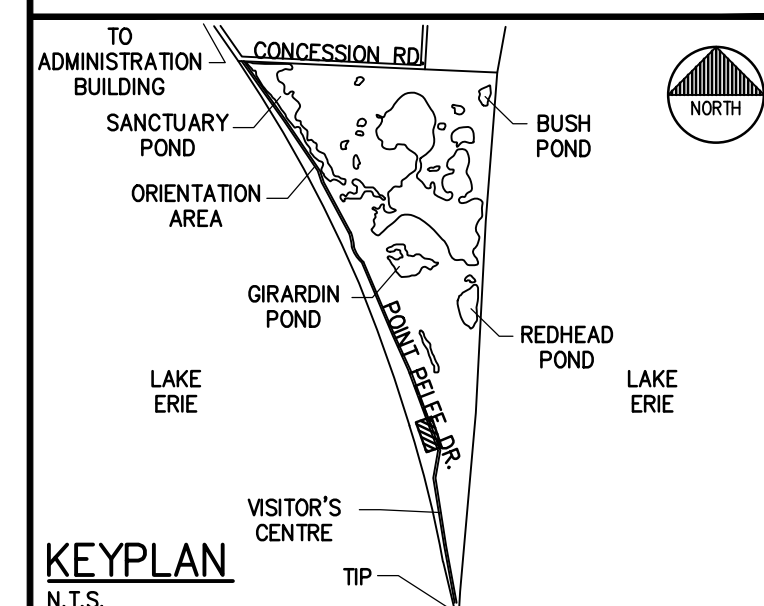 TO
ADMINISTRATION
BUILDING
CONCESSION RD.
NORTH
SANCTUARY
POND
BUSH
POND
ORIENTATION
AREA
GIRARDIN
POND
POINT PELEE DR.
REDHEAD
POND
LAKE
ERIE
LAKE
ERIE
VISITOR'S
CENTRE
KEYPLAN
TIP
N.T.S.